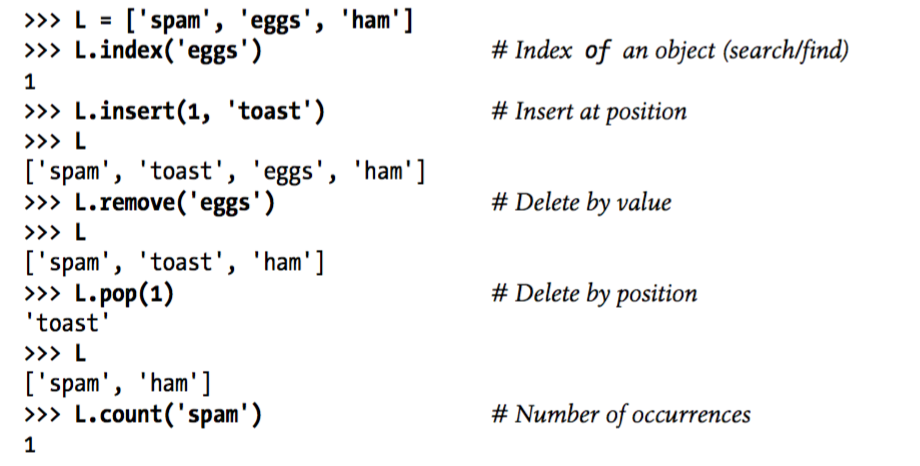 >>> L = ['spam', 'eggs', 'ham']
>>> L.index('eggs') # Index of an object (search/find)
1
>>> L.insert(1, 'toast') # Insert at position
>>> L
['spam', 'toast', 'eggs', 'ham']
>>> L.remove('eggs') # Delete by value
>>> L
['spam', 'toast', 'ham']
>>> L.pop(1) # Delete by position
'toast'
>>> L
['spam', 'ham']
>>> L.count('spam') # Number of occurrences
1